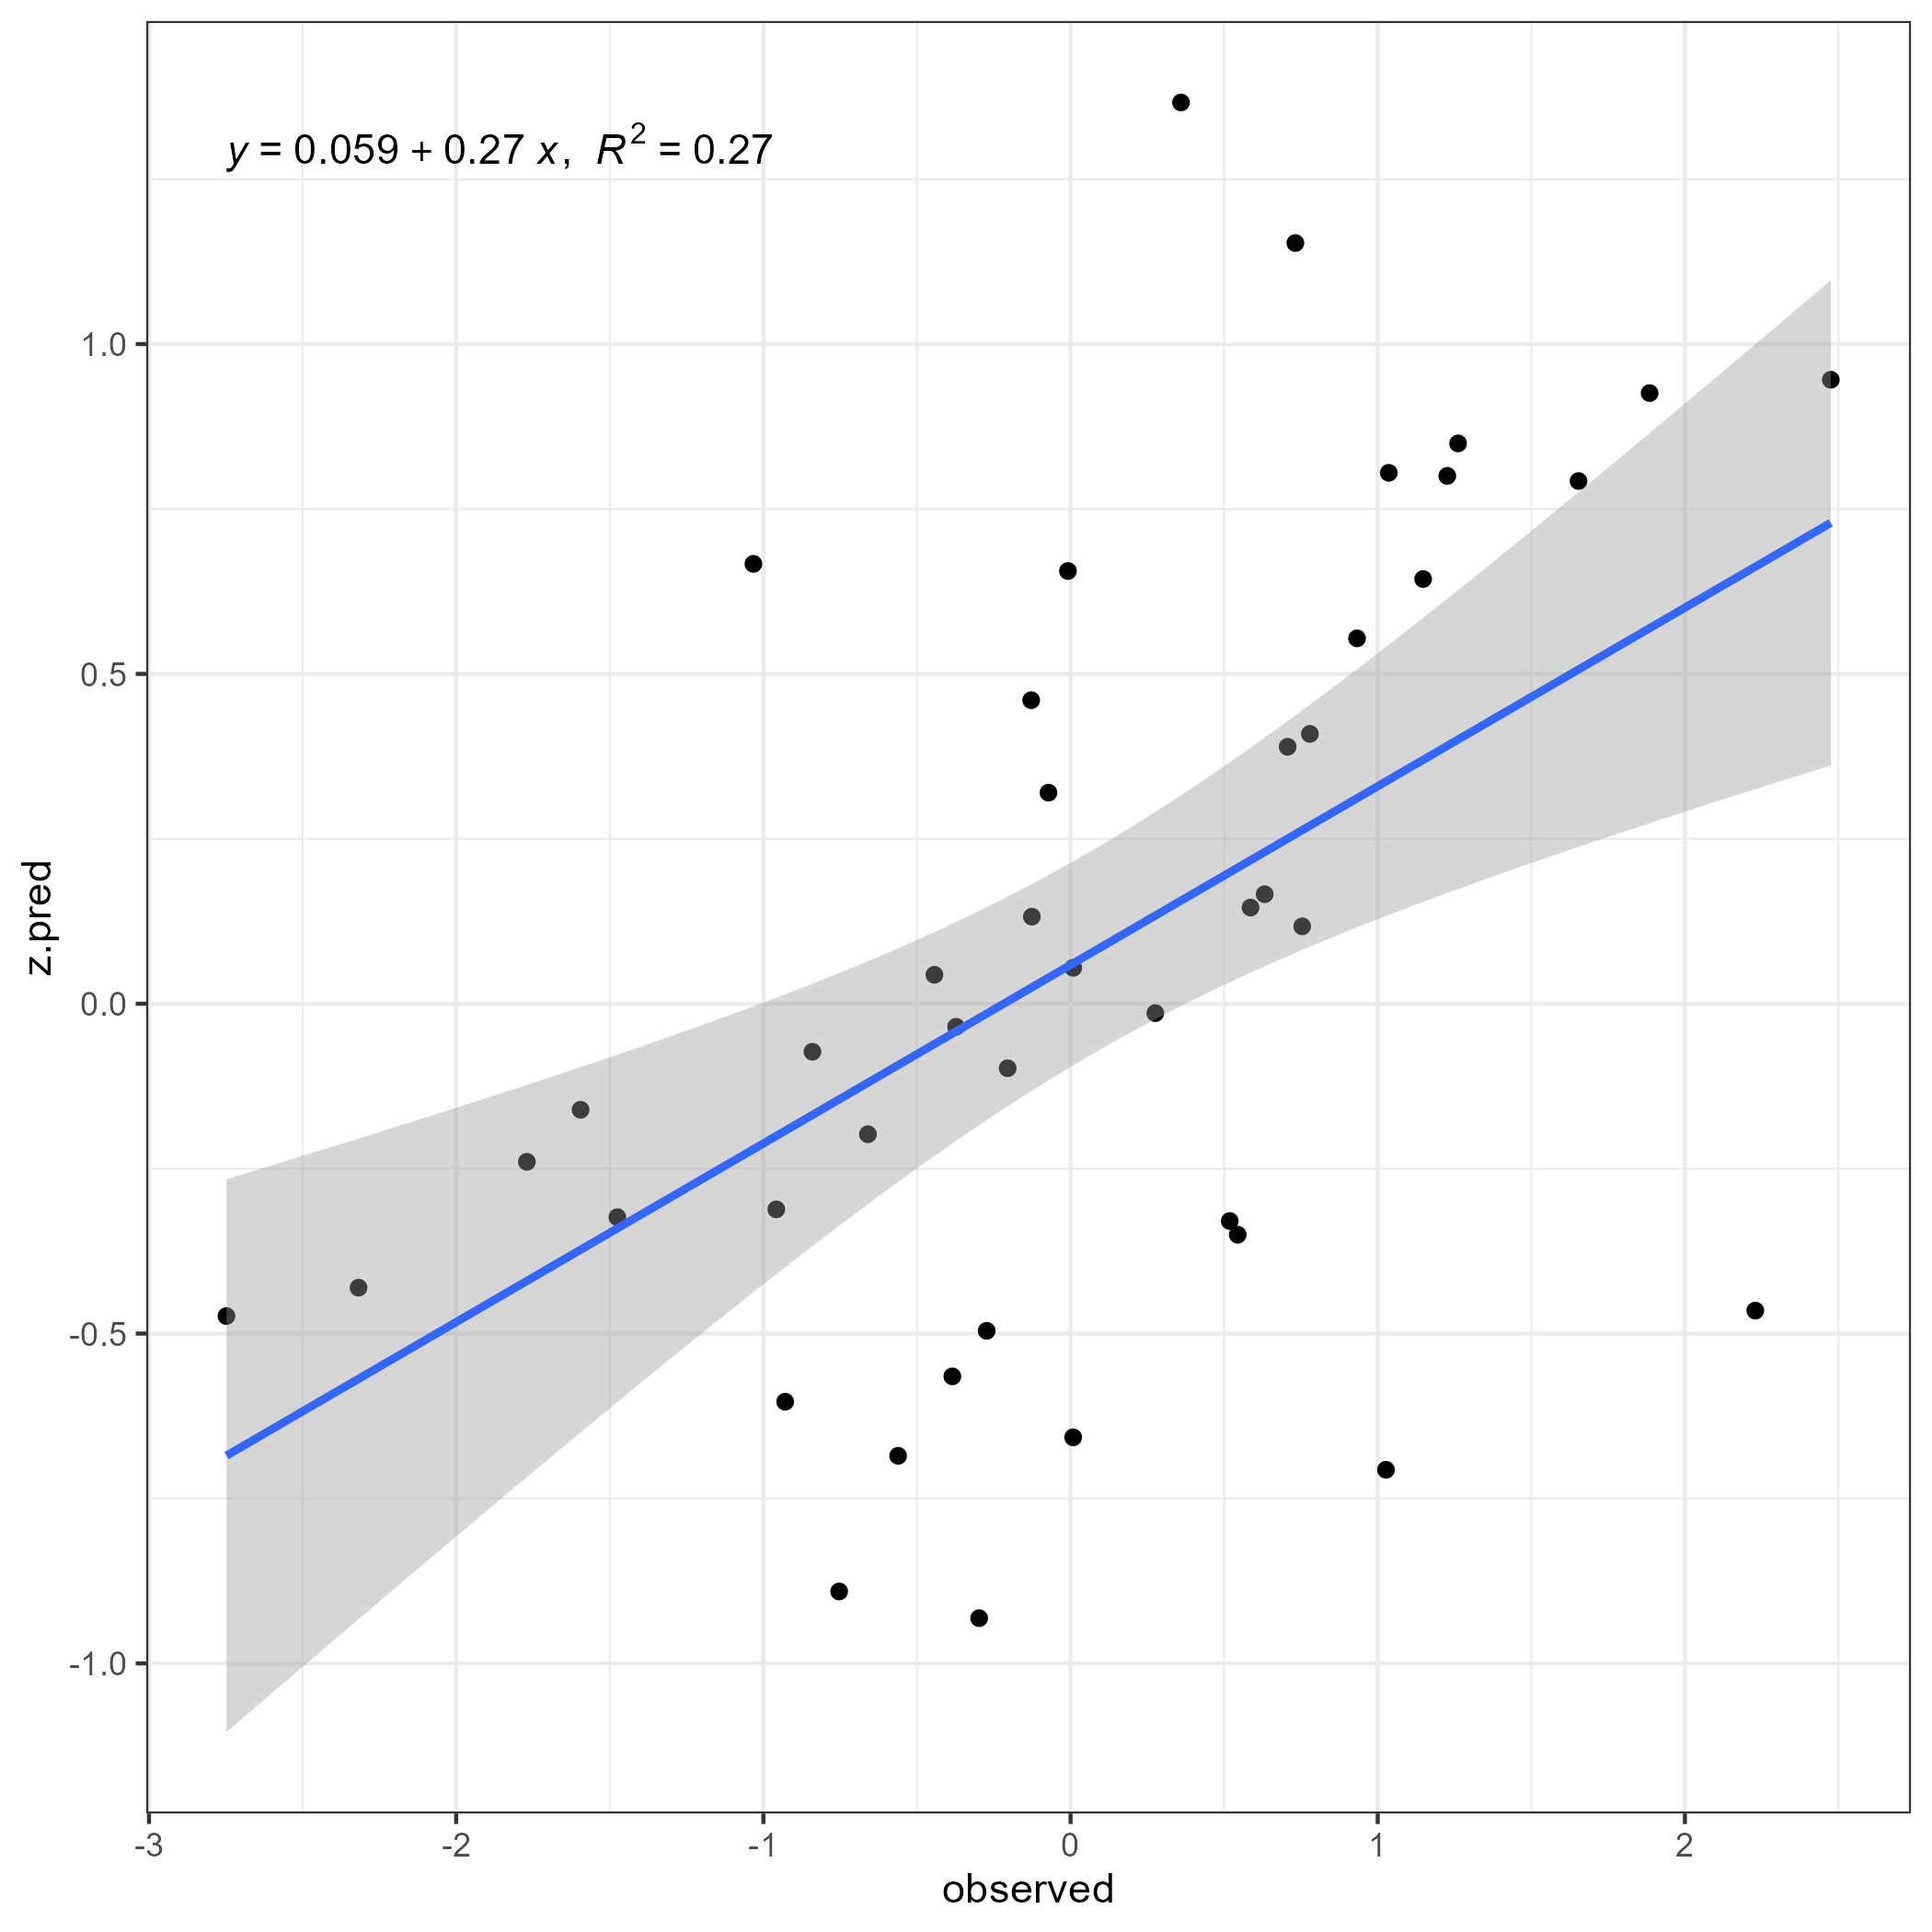 y = 0.059 + 0.27 x, R² = 0.27
1.0
0.5
0.0
-0.5
-1.0
z.pred
-3 -2 -1 0 1 2
observed